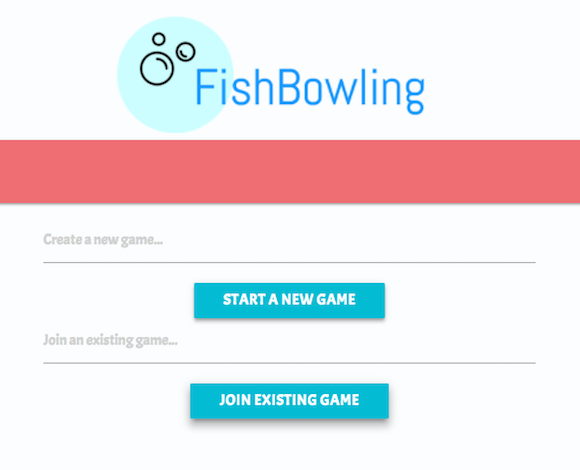 FishBowling
Create a new game...
START A NEW GAME
Join an existing game...
JOIN EXISTING GAME